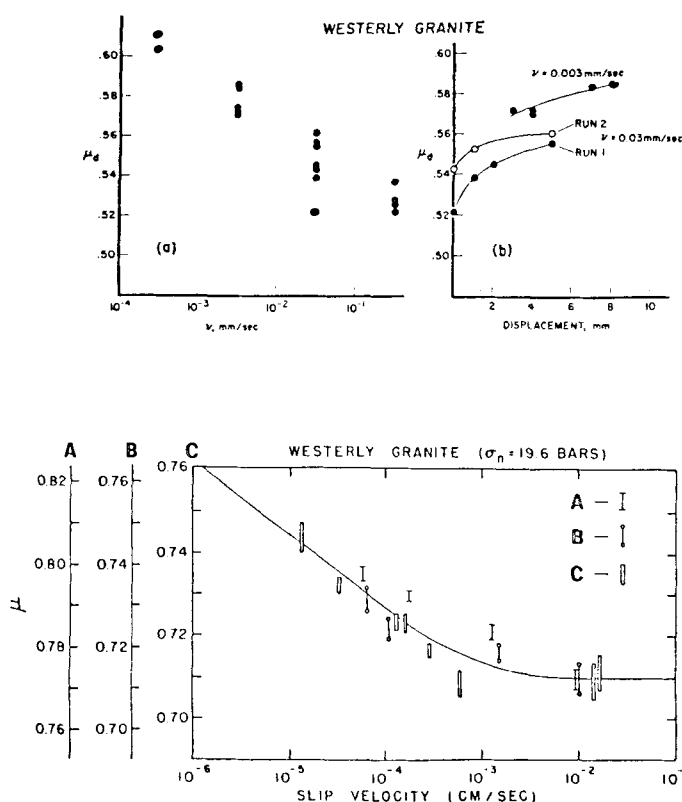 WESTERLY GRANITE
.60
.58
.56
μd
.54
.52
.50
(a)
10⁻⁴ 10⁻³ 10⁻² 10⁻¹
ν, mm/sec
.60
.58
.56
μd
.54
.52
.50
ν = 0.003 mm/sec
RUN 2
ν = 0.03 mm/sec
RUN 1
(b)
2 4 6 8 10
DISPLACEMENT, mm
A B C WESTERLY GRANITE (σn = 19.6 BARS)
μ
0.82
0.80
0.78
0.76
0.76
0.74
0.72
0.70
0.76
0.74
0.72
0.70
A –
B –
C –
10⁻⁶ 10⁻⁵ 10⁻⁴ 10⁻³ 10⁻² 10⁻¹
SLIP VELOCITY (CM/SEC)